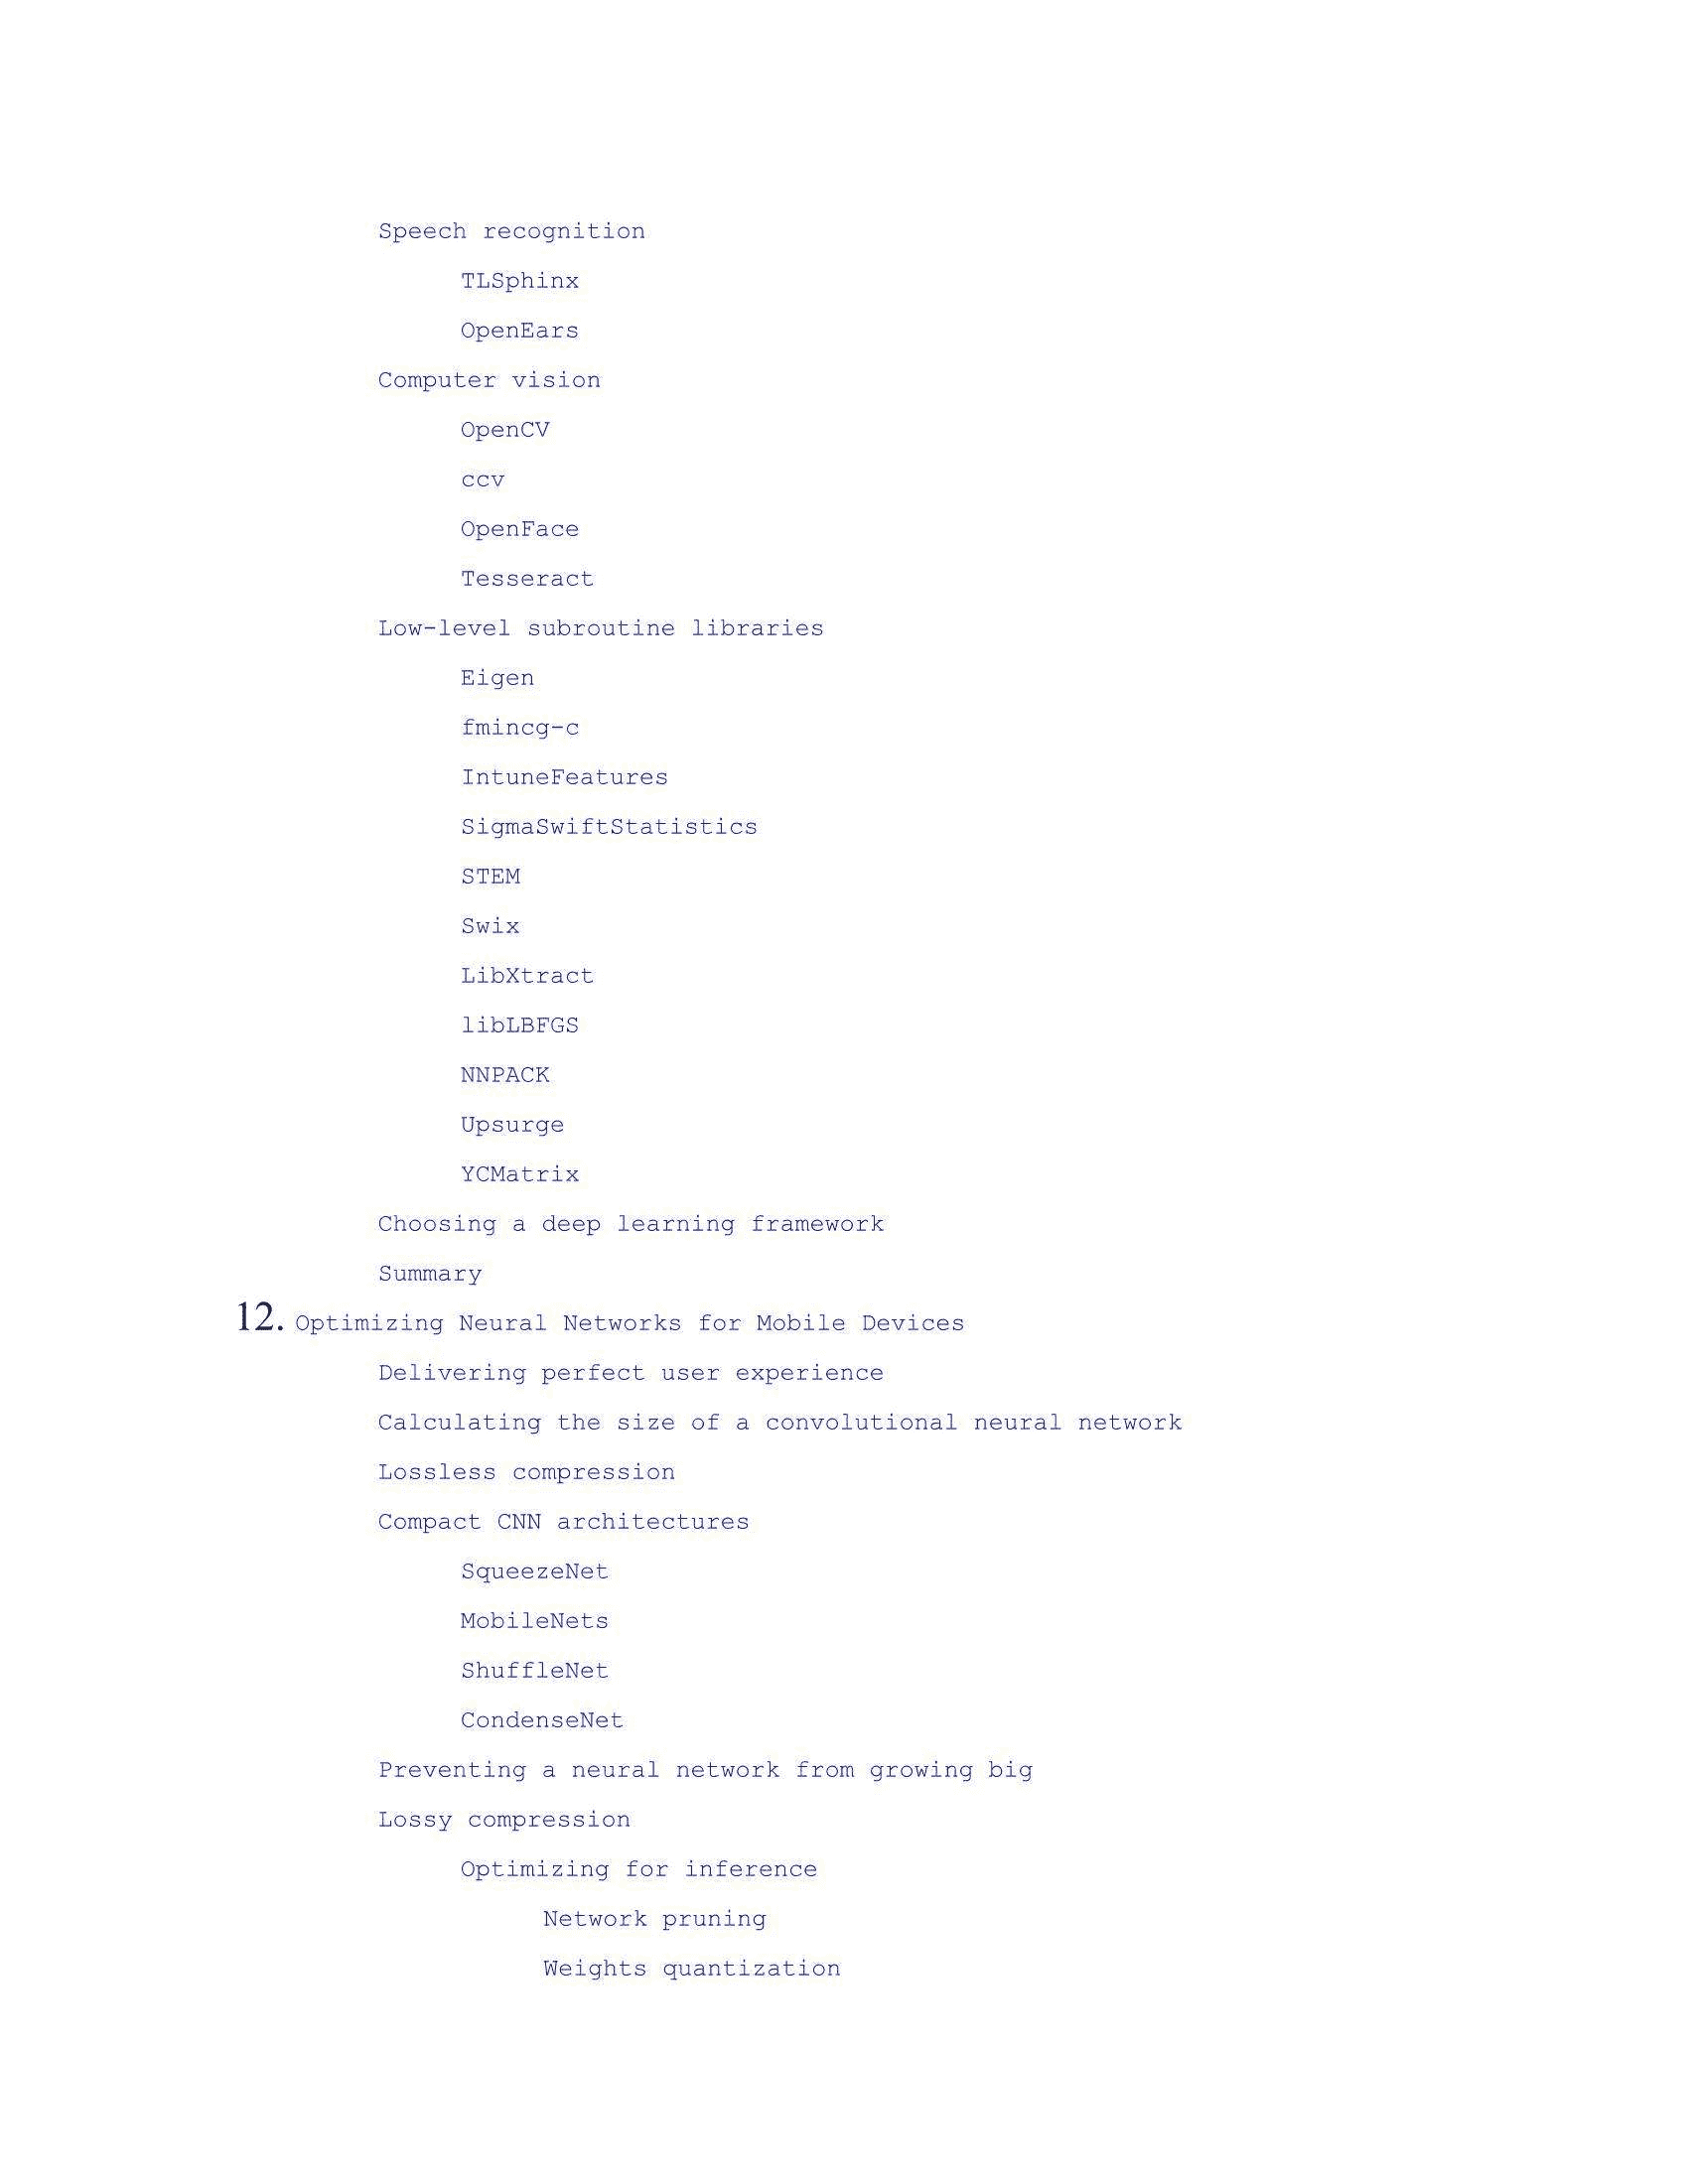 Speech recognition
TLSphinx
OpenEars
Computer vision
OpenCV
ccv
OpenFace
Tesseract
Low-level subroutine libraries
Eigen
fmincg-c
IntuneFeatures
SigmaSwiftStatistics
STEM
Swix
LibXtract
libLBFGS
NNPACK
Upsurge
YCMatrix
Choosing a deep learning framework
Summary
12. Optimizing Neural Networks for Mobile Devices
Delivering perfect user experience
Calculating the size of a convolutional neural network
Lossless compression
Compact CNN architectures
SqueezeNet
MobileNets
ShuffleNet
CondenseNet
Preventing a neural network from growing big
Lossy compression
Optimizing for inference
Network pruning
Weights quantization